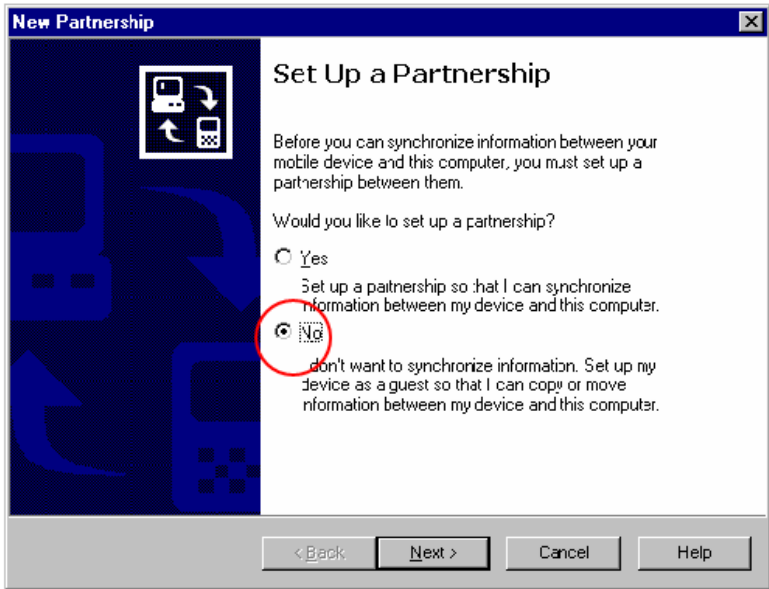 New Partnership
Set Up a Partnership
Before you can synchronize information between your
mobile device and this computer, you must set up a
partnership between them.
Would you like to set up a partnership?
Yes
Set up a partnership so that I can synchronize
information between my device and this computer.
No
I don't want to synchronize information. Set up my
device as a guest so that I can copy or move
information between my device and this computer.
< Back
Next >
Cancel
Help